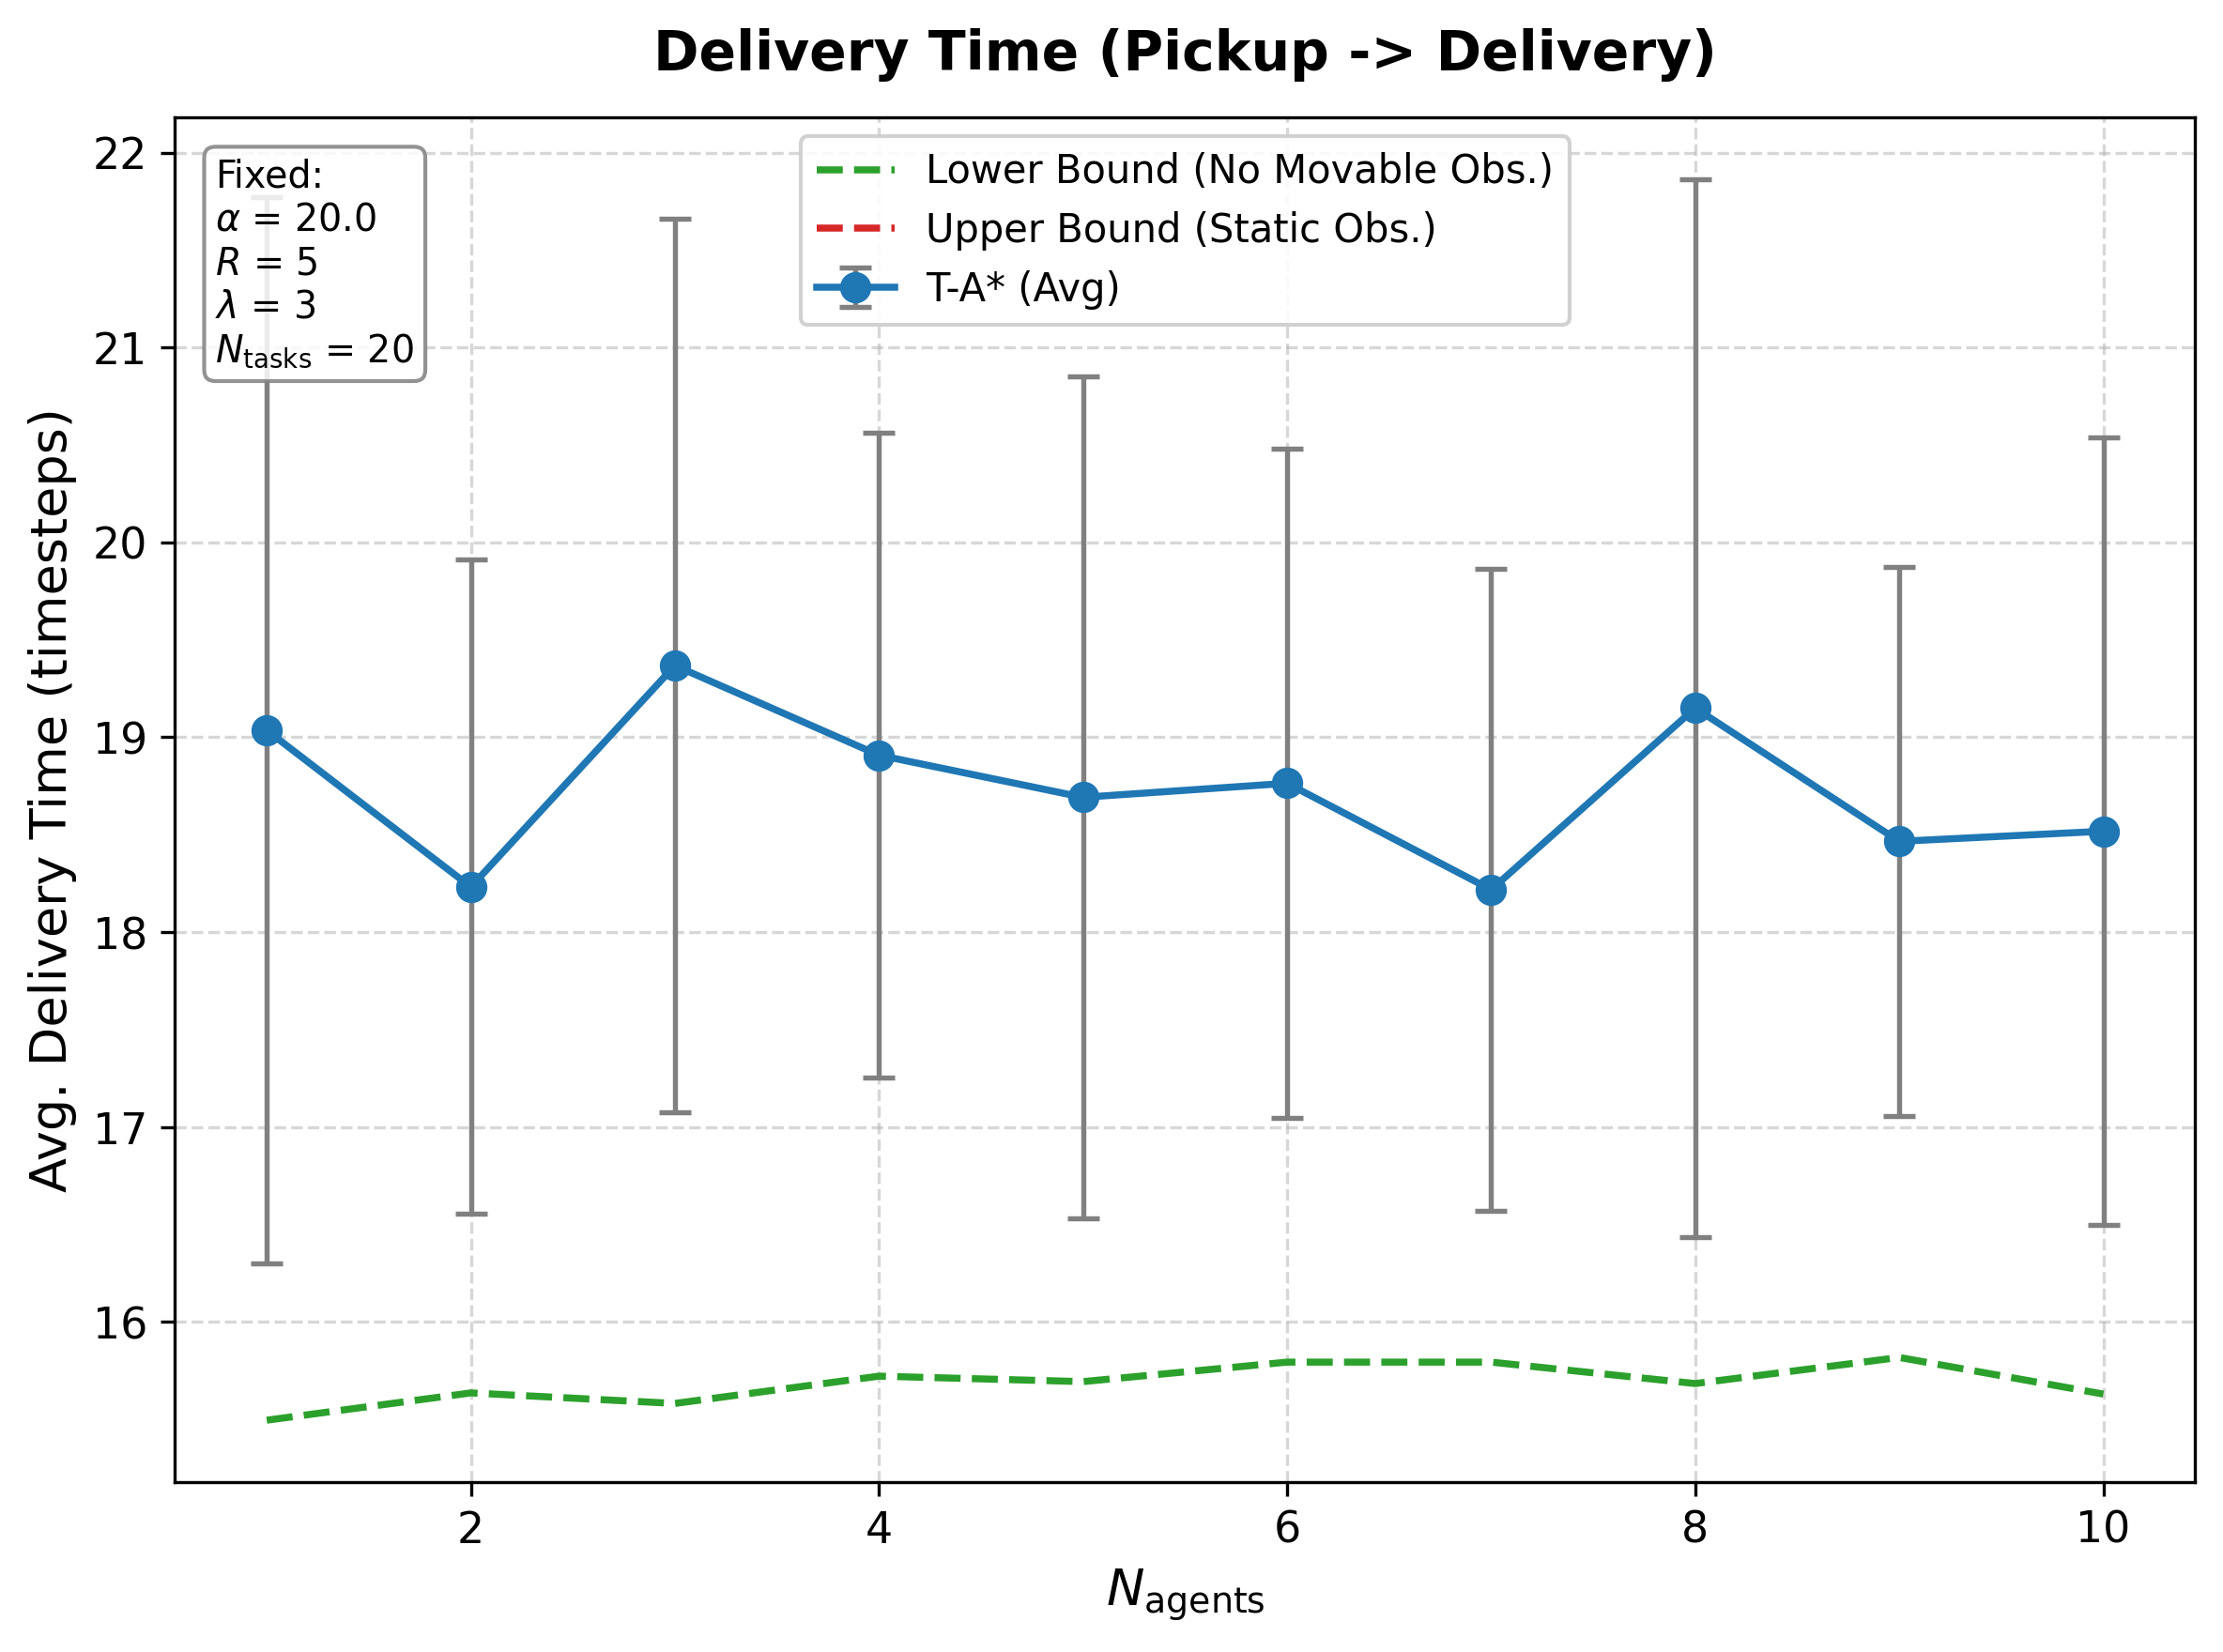 Delivery Time (Pickup -> Delivery)
Fixed:
α = 20.0
R = 5
λ = 3
N_tasks = 20
Lower Bound (No Movable Obs.)
Upper Bound (Static Obs.)
T-A* (Avg)
Avg. Delivery Time (timesteps)
22
21
20
19
18
17
16
2 4 6 8 10
N_agents